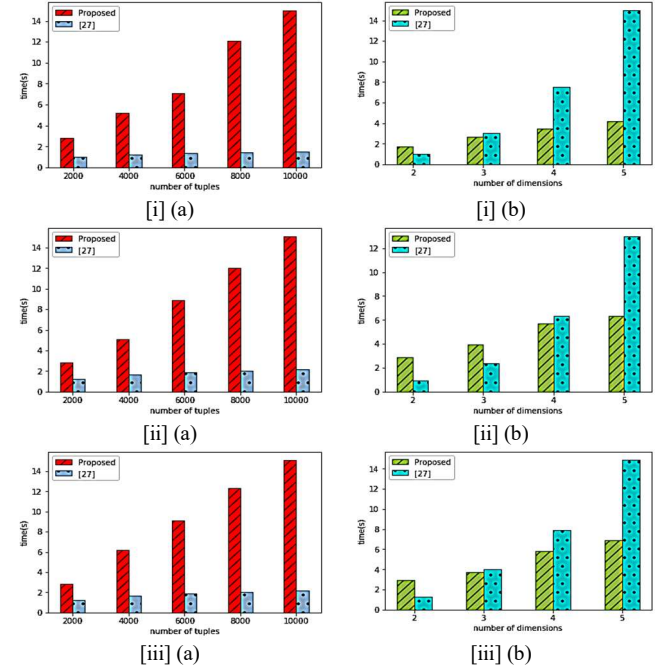 Proposed
[27]
14
12
10
8
6
4
2
0
time(s)
2000 4000 6000 8000 10000
number of tuples
[i] (a)
Proposed
[27]
14
12
10
8
6
4
2
0
time(s)
2 3 4 5
number of dimensions
[i] (b)
Proposed
[27]
14
12
10
8
6
4
2
0
time(s)
2000 4000 6000 8000 10000
number of tuples
[ii] (a)
Proposed
[27]
12
10
8
6
4
2
0
time(s)
2 3 4 5
number of dimensions
[ii] (b)
Proposed
[27]
14
12
10
8
6
4
2
0
time(s)
2000 4000 6000 8000 10000
number of tuples
[iii] (a)
Proposed
[27]
14
12
10
8
6
4
2
0
time(s)
2 3 4 5
number of dimensions
[iii] (b)